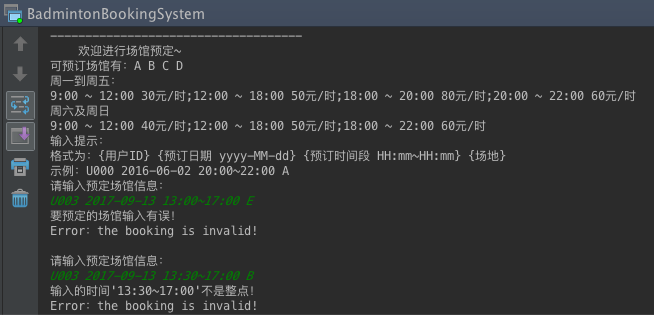 BadmintonBookingSystem
------------------------------------
欢迎进行场馆预定~
可预订场馆有: A B C D
周一到周五:
9:00 ~ 12:00 30元/时;12:00 ~ 18:00 50元/时;18:00 ~ 20:00 80元/时;20:00 ~ 22:00 60元/时
周六及周日
9:00 ~ 12:00 40元/时;12:00 ~ 18:00 50元/时;18:00 ~ 22:00 60元/时
输入提示:
格式为: {用户ID} {预订日期 yyyy-MM-dd} {预订时间段 HH:mm~HH:mm} {场地}
示例: U000 2016-06-02 20:00~22:00 A
请输入预定场馆信息:
U003 2017-09-13 13:00~17:00 E
要预定的场馆输入有误!
Error: the booking is invalid!
请输入预定场馆信息:
U003 2017-09-13 13:30~17:00 B
输入的时间'13:30~17:00'不是整点!
Error: the booking is invalid!